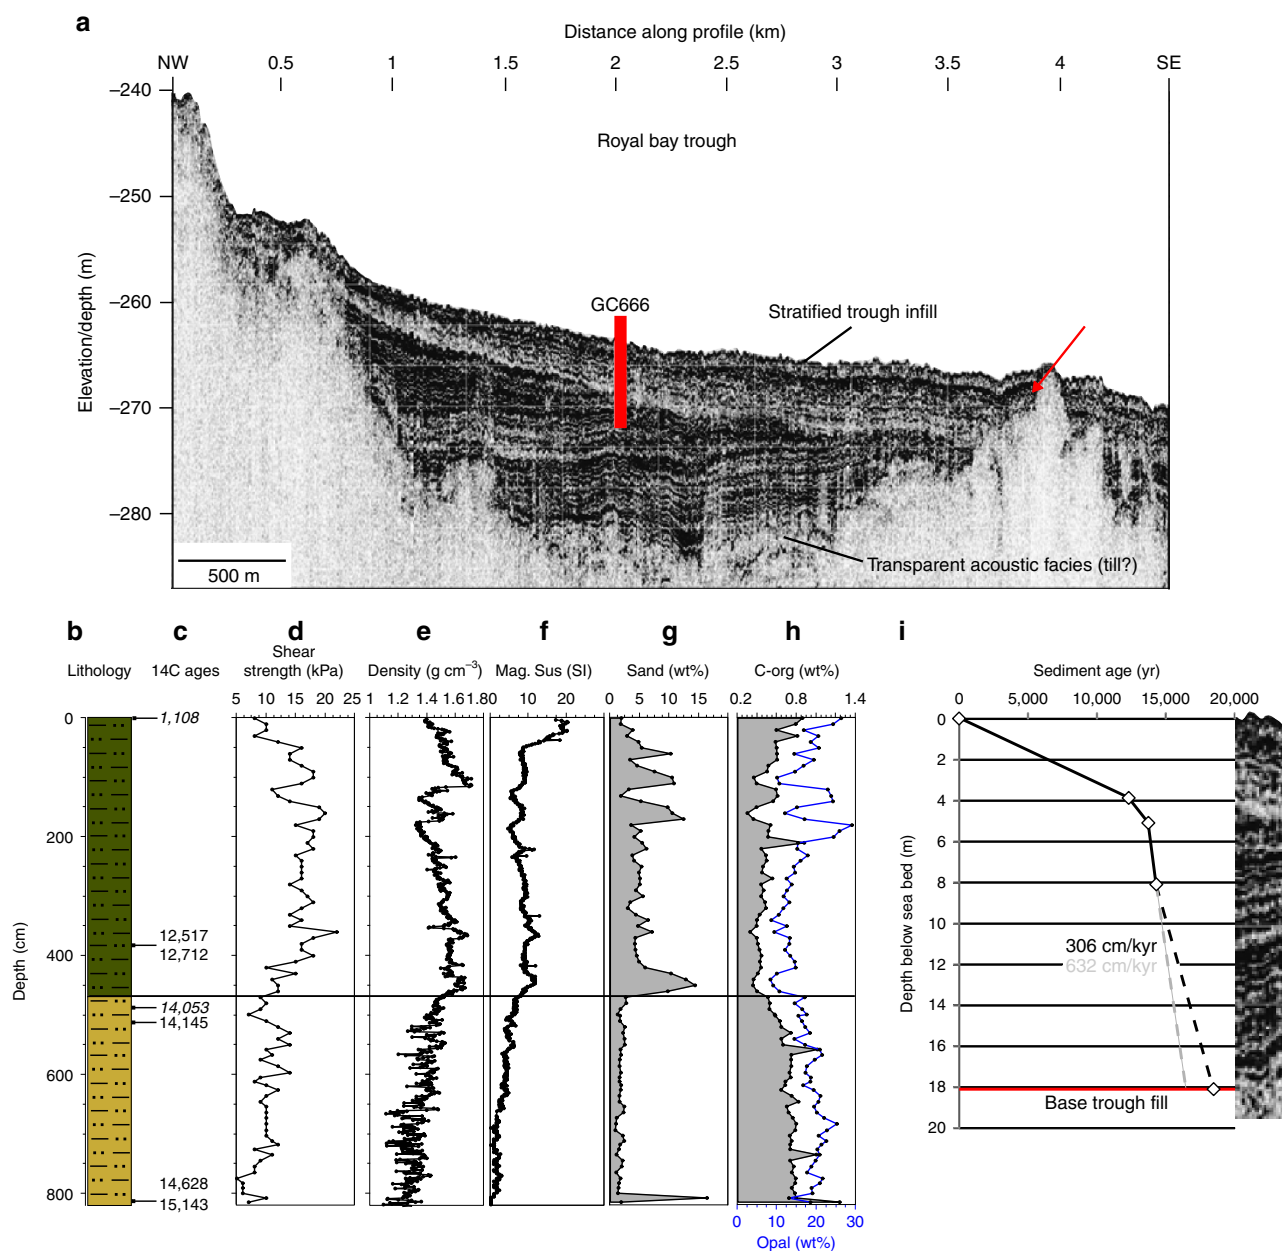 a
Distance along profile (km)
NW 0.5 1 1.5 2 2.5 3 3.5 4 SE
–240
Royal bay trough
–250
Elevation/depth (m)
–260
GC666
Stratified trough infill
–270
–280
Transparent acoustic facies (till?)
500 m
b c d e f g h i
Lithology
14C ages
Shear
strength (kPa)
Density (g cm–3)
Mag. Sus (SI)
Sand (wt%)
C-org (wt%)
Sediment age (yr)
5 10 15 20 25
1 1.2 1.4 1.6 1.8
0 10 20
0 5 10 15
0.2 0.8 1.4
0 5,000 10,000 15,000 20,000
Depth (cm)
0
200
400
600
800
1,108
12,517
12,712
14,053
14,145
14,628
15,143
0 10 20 30
Opal (wt%)
Depth below sea bed (m)
0
2
4
6
8
10
12
14
16
18
20
306 cm/kyr
632 cm/kyr
Base trough fill